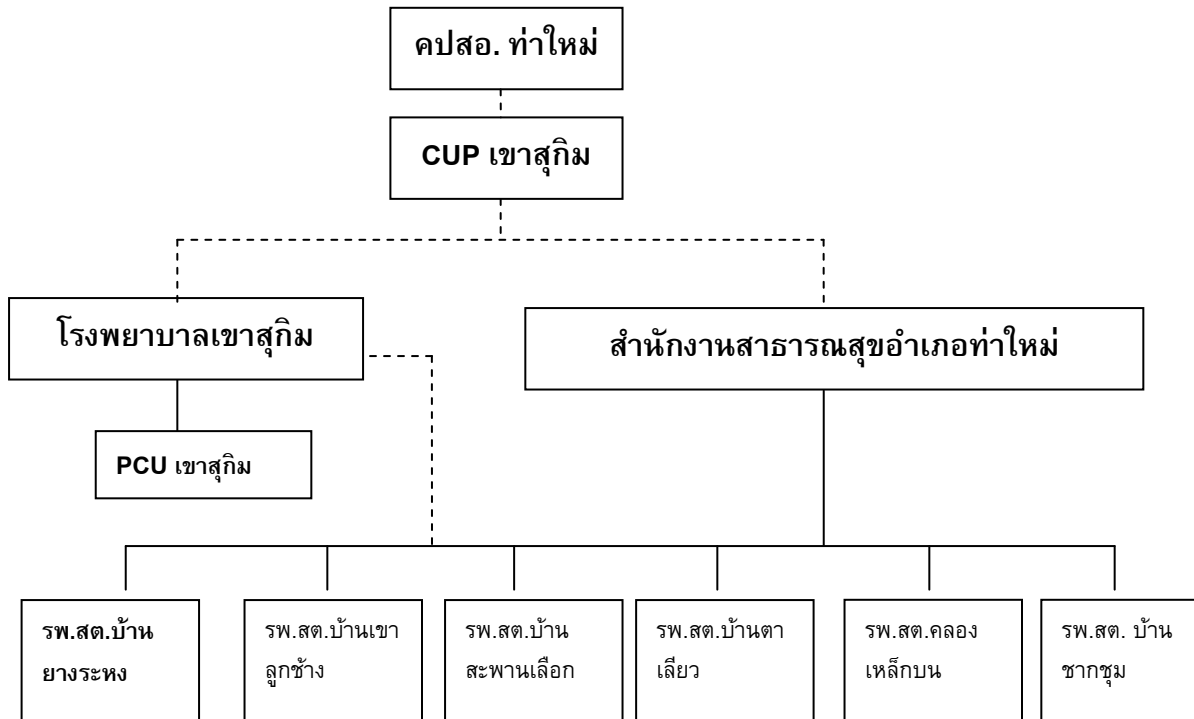 คปสอ. ท่าใหม่
CUP เขาสุกิม
โรงพยาบาลเขาสุกิม
สำนักงานสาธารณสุขอำเภอท่าใหม่
PCU เขาสุกิม
รพ.สต.บ้าน
ยางระหง
รพ.สต.บ้านเขา
ลูกช้าง
รพ.สต.บ้าน
สะพานเลือก
รพ.สต.บ้านตา
เลียว
รพ.สต.คลอง
เหล็กบน
รพ.สต. บ้าน
ชากชุม